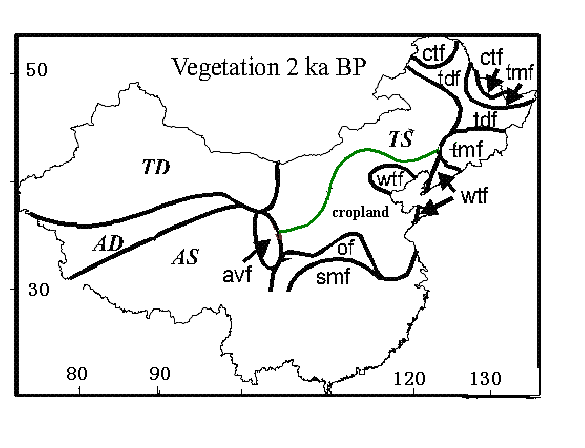 Vegetation 2 ka BP
50
ctf
ctf
tmf
tdf
tdf
TS
tmf
TD
wtf
wtf
cropland
AD
AS
of
avf
smf
30
80
90
120
130